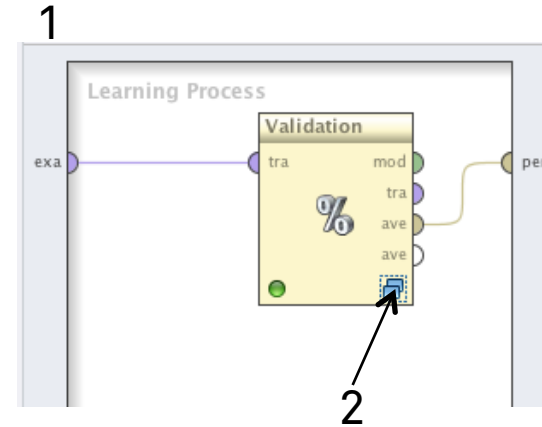 1
Learning Process
Validation
exa
tra
mod
per
tra
%
ave
ave
2